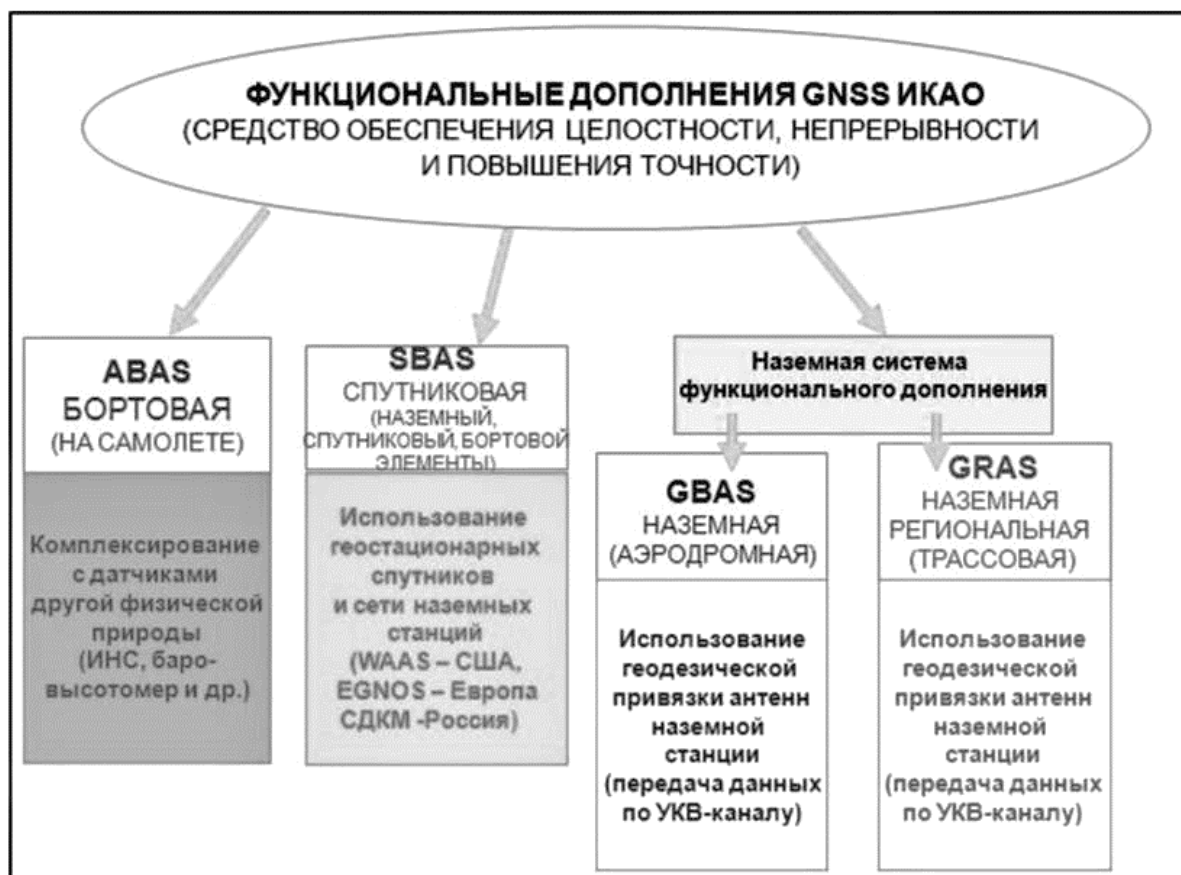 ФУНКЦИОНАЛЬНЫЕ ДОПОЛНЕНИЯ GNSS ИКАО
(СРЕДСТВО ОБЕСПЕЧЕНИЯ ЦЕЛОСТНОСТИ, НЕПРЕРЫВНОСТИ
И ПОВЫШЕНИЯ ТОЧНОСТИ)
ABAS
БОРТОВАЯ
(НА САМОЛЕТЕ)
Комплексирование
с датчиками
другой физической
природы
(ИНС, баро-
высотомер и др.)
SBAS
СПУТНИКОВАЯ
(НАЗЕМНЫЙ,
СПУТНИКОВЫЙ, БОРТОВОЙ
ЭЛЕМЕНТЫ)
Использование
геостационарных
спутников
и сети наземных
станций
(WAAS – США,
EGNOS – Европа
СДКМ -Россия)
Наземная система
функционального дополнения
GBAS
НАЗЕМНАЯ
(АЭРОДРОМНАЯ)
Использование
геодезической
привязки антенн
наземной
станции
(передача данных
по УКВ-каналу)
GRAS
НАЗЕМНАЯ
РЕГИОНАЛЬНАЯ
(ТРАССОВАЯ)
Использование
геодезической
привязки антенн
наземной
станции
(передача данных
по УКВ-каналу)